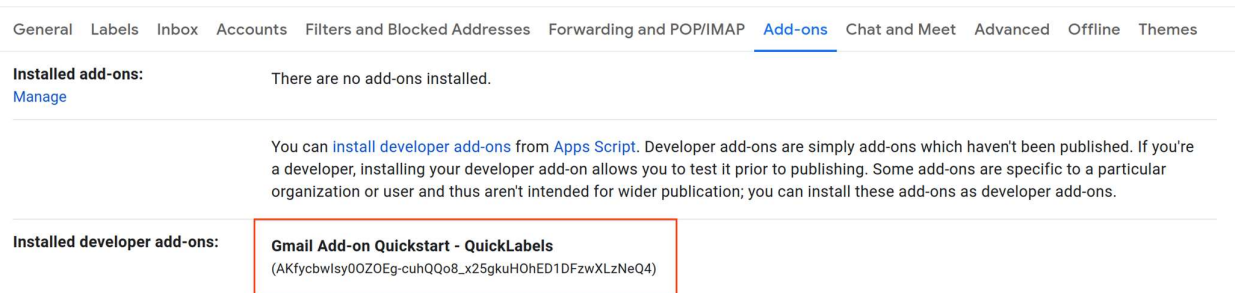 General Labels Inbox Accounts Filters and Blocked Addresses Forwarding and POP/IMAP Add-ons Chat and Meet Advanced Offline Themes
Installed add-ons:
There are no add-ons installed.
Manage
You can install developer add-ons from Apps Script. Developer add-ons are simply add-ons which haven't been published. If you're
a developer, installing your developer add-on allows you to test it prior to publishing. Some add-ons are specific to a particular
organization or user and thus aren't intended for wider publication; you can install these add-ons as developer add-ons.
Installed developer add-ons:
Gmail Add-on Quickstart - QuickLabels
(AKfycbwIsy0OZOEg-cuhQQo8_x25gkuHOhED1DFzwXLzNeQ4)